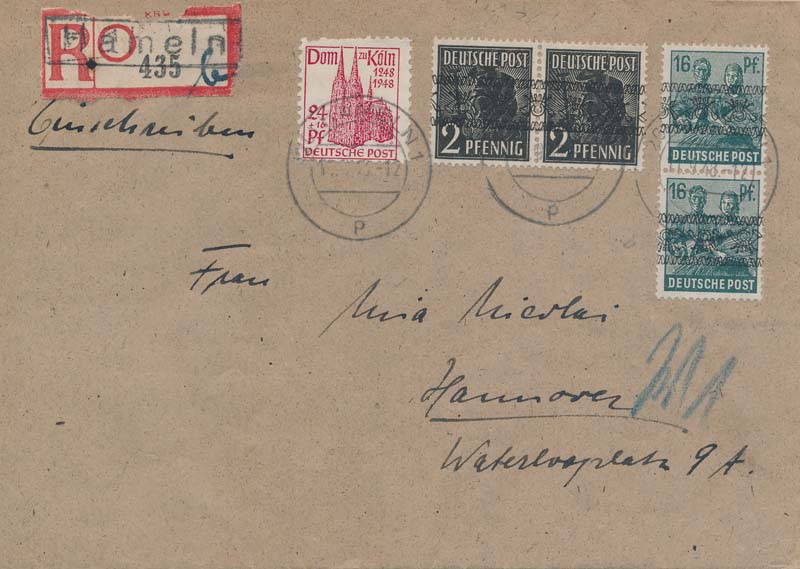 R O
Hameln
435
Einschreiben
Dom zu Köln
1248
1948
24
+16
Pf
DEUTSCHE POST
DEUTSCHE POST
2 PFENNIG
DEUTSCHE POST
2 PFENNIG
16 Pf.
DEUTSCHE POST
16 Pf.
DEUTSCHE POST
p
p
Frau
Mia Nicolai
Hannover
Waterlooplatz 9 A.